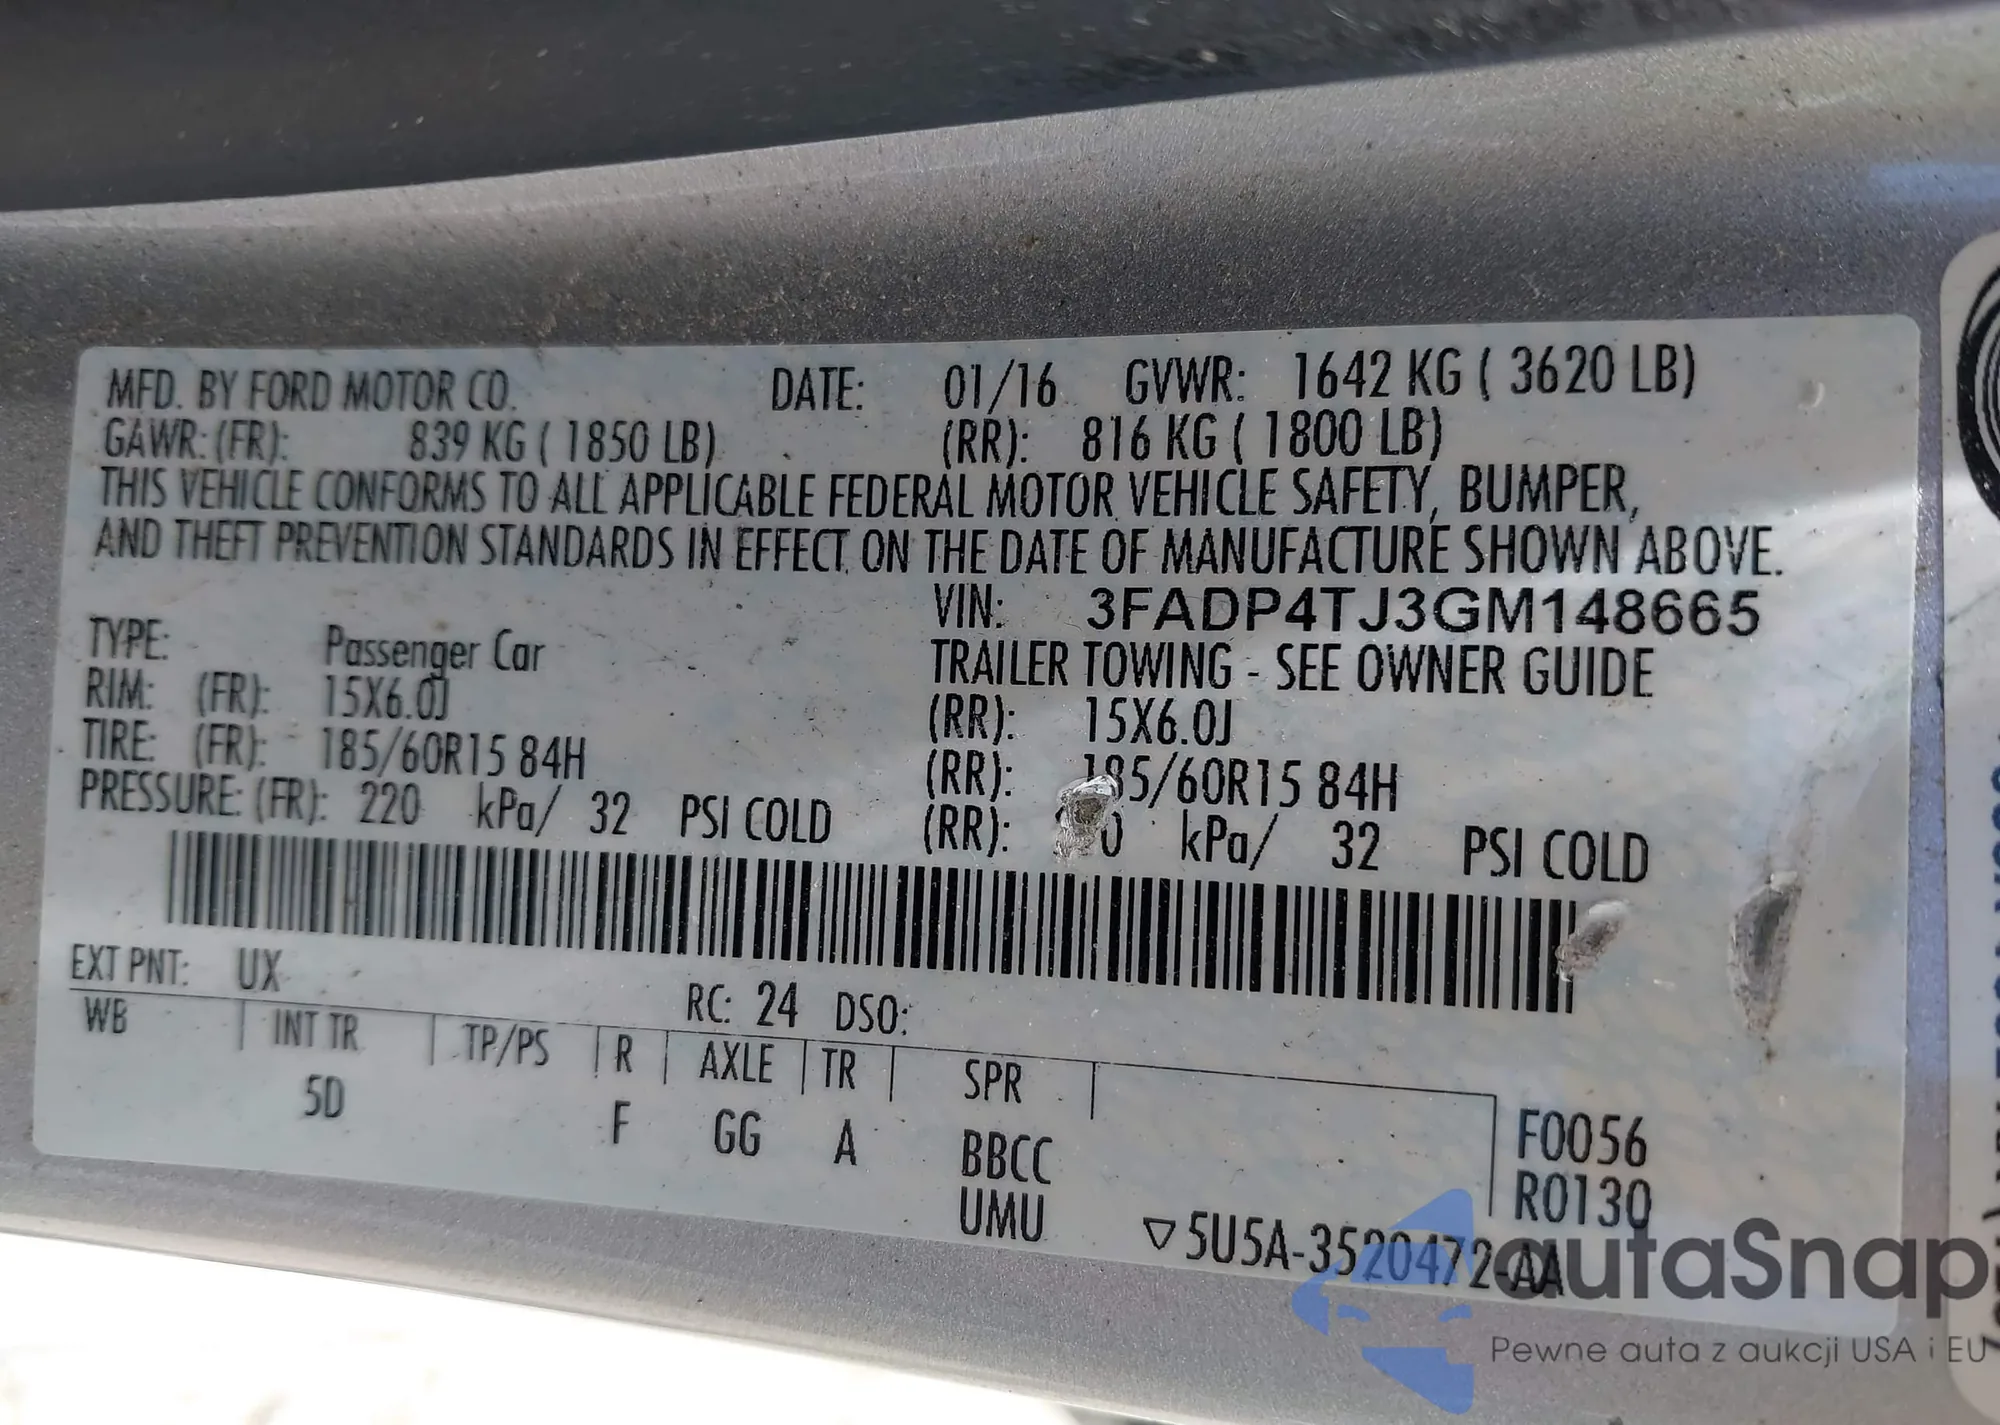 MFD. BY FORD MOTOR CO. DATE: 01/16 GVWR: 1642 KG ( 3620 LB)
GAWR: (FR): 839 KG ( 1850 LB) (RR): 816 KG ( 1800 LB)
THIS VEHICLE CONFORMS TO ALL APPLICABLE FEDERAL MOTOR VEHICLE SAFETY, BUMPER,
AND THEFT PREVENTION STANDARDS IN EFFECT ON THE DATE OF MANUFACTURE SHOWN ABOVE.
VIN: 3FADP4TJ3GM148665
TYPE: Passenger Car TRAILER TOWING - SEE OWNER GUIDE
RIM: (FR): 15X6.0J (RR): 15X6.0J
TIRE: (FR): 185/60R15 84H (RR): 185/60R15 84H
PRESSURE: (FR): 220 kPa/ 32 PSI COLD (RR): kPa/ 32 PSI COLD
EXT PNT: UX RC: 24 DSO:
WB INT TR TP/PS R AXLE TR SPR
5D F GG A BBCC F0056
UMU R0130
▽5U5A-3520472-AA
autaSnap
Pewne auta z aukcji USA i EU